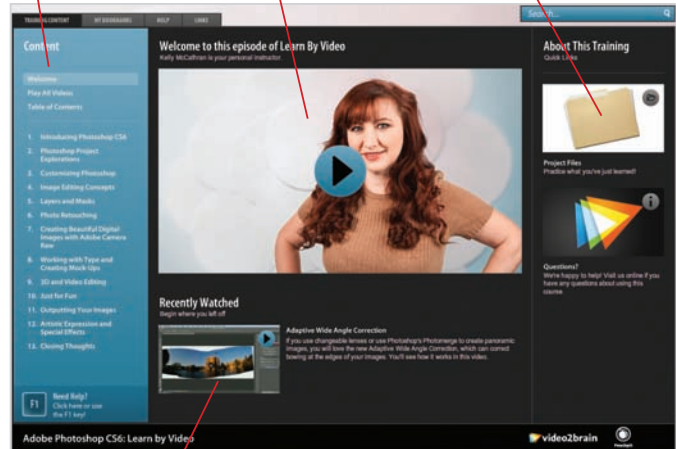 TRAINING CONTENT
MY BOOKMARKS
HELP
LINKS
Search...
Content
Welcome
Play All Videos
Table of Contents
1. Introducing Photoshop CS6
2. Photoshop Project
Explorations
3. Customizing Photoshop
4. Image Editing Concepts
5. Layers and Masks
6. Photo Retouching
7. Creating Beautiful Digital
Images with Adobe Camera
Raw
8. Working with Type and
Creating Mock-Ups
9. 3D and Video Editing
10. Just for Fun
11. Outputting Your Images
12. Artistic Expression and
Special Effects
13. Closing Thoughts
F1
Need Help?
Click here or use
the F1 key!
Welcome to this episode of Learn By Video
Kelly McCathran is your personal instructor.
Recently Watched
Begin where you left off
Adaptive Wide Angle Correction
If you use changeable lenses or use Photoshop's Photomerge to create panoramic
images, you will love the new Adaptive Wide Angle Correction, which can correct
bowing at the edges of your images. You'll see how it works in this video.
About This Training
Quick Links
Project Files
Practice what you've just learned!
Questions?
We're happy to help! Visit us online if you
have any questions about using this
course
Adobe Photoshop CS6: Learn by Video
video2brain